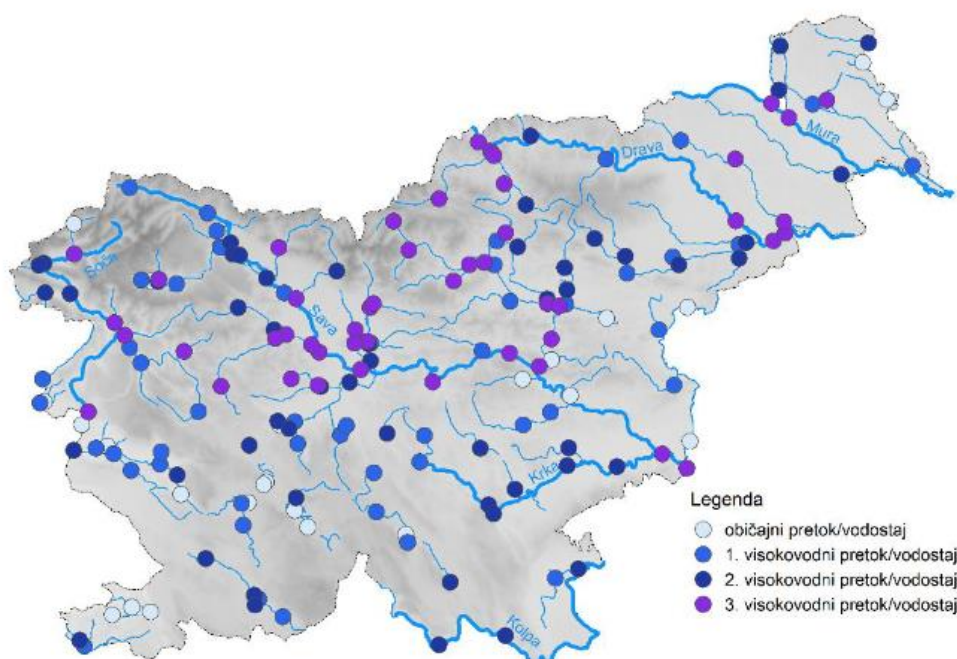 Mura
Drava
Soča
Sava
Krka
Kolpa
Legenda
običajni pretok/vodostaj
1. visokovodni pretok/vodostaj
2. visokovodni pretok/vodostaj
3. visokovodni pretok/vodostaj